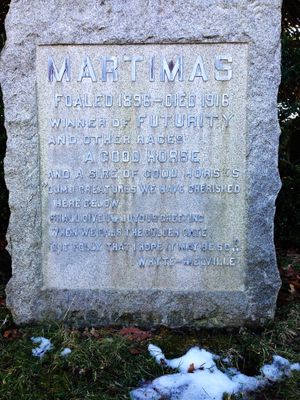 MARTIMAS
FOALED 1896—DIED 1916
WINNER OF FUTURITY
AND OTHER RACES
A GOOD HORSE
AND A SIRE OF GOOD HORSES
DUMB CREATURES WE HAVE CHERISHED
HERE BELOW
SHALL GIVE US JOYOUS GREETING
WHEN WE PASS THE GOLDEN GATE
FOLLY THAT I HOPE IT MAY BE SO
WHYTE-MELVILLE